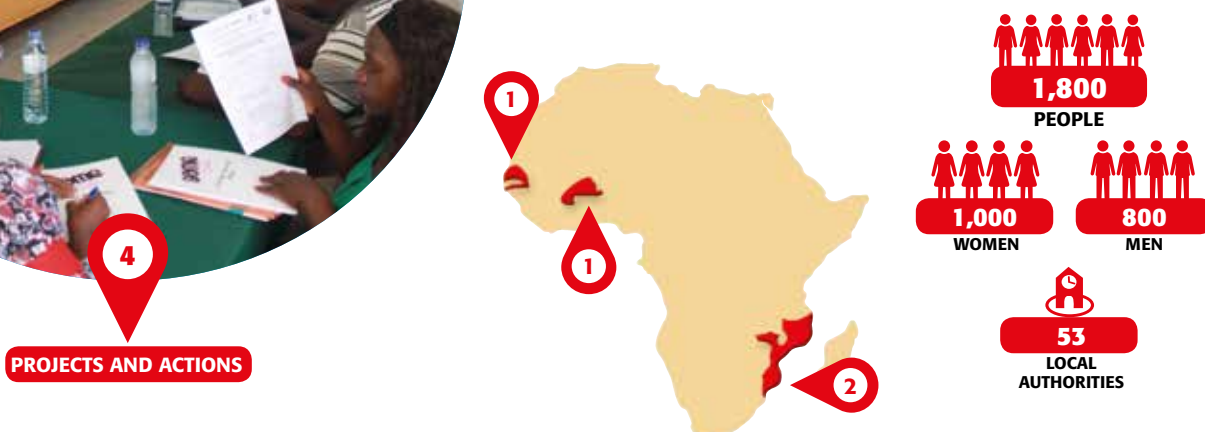 4
PROJECTS AND ACTIONS
1
1
2
1,800
PEOPLE
1,000
WOMEN
800
MEN
53
LOCAL
AUTHORITIES